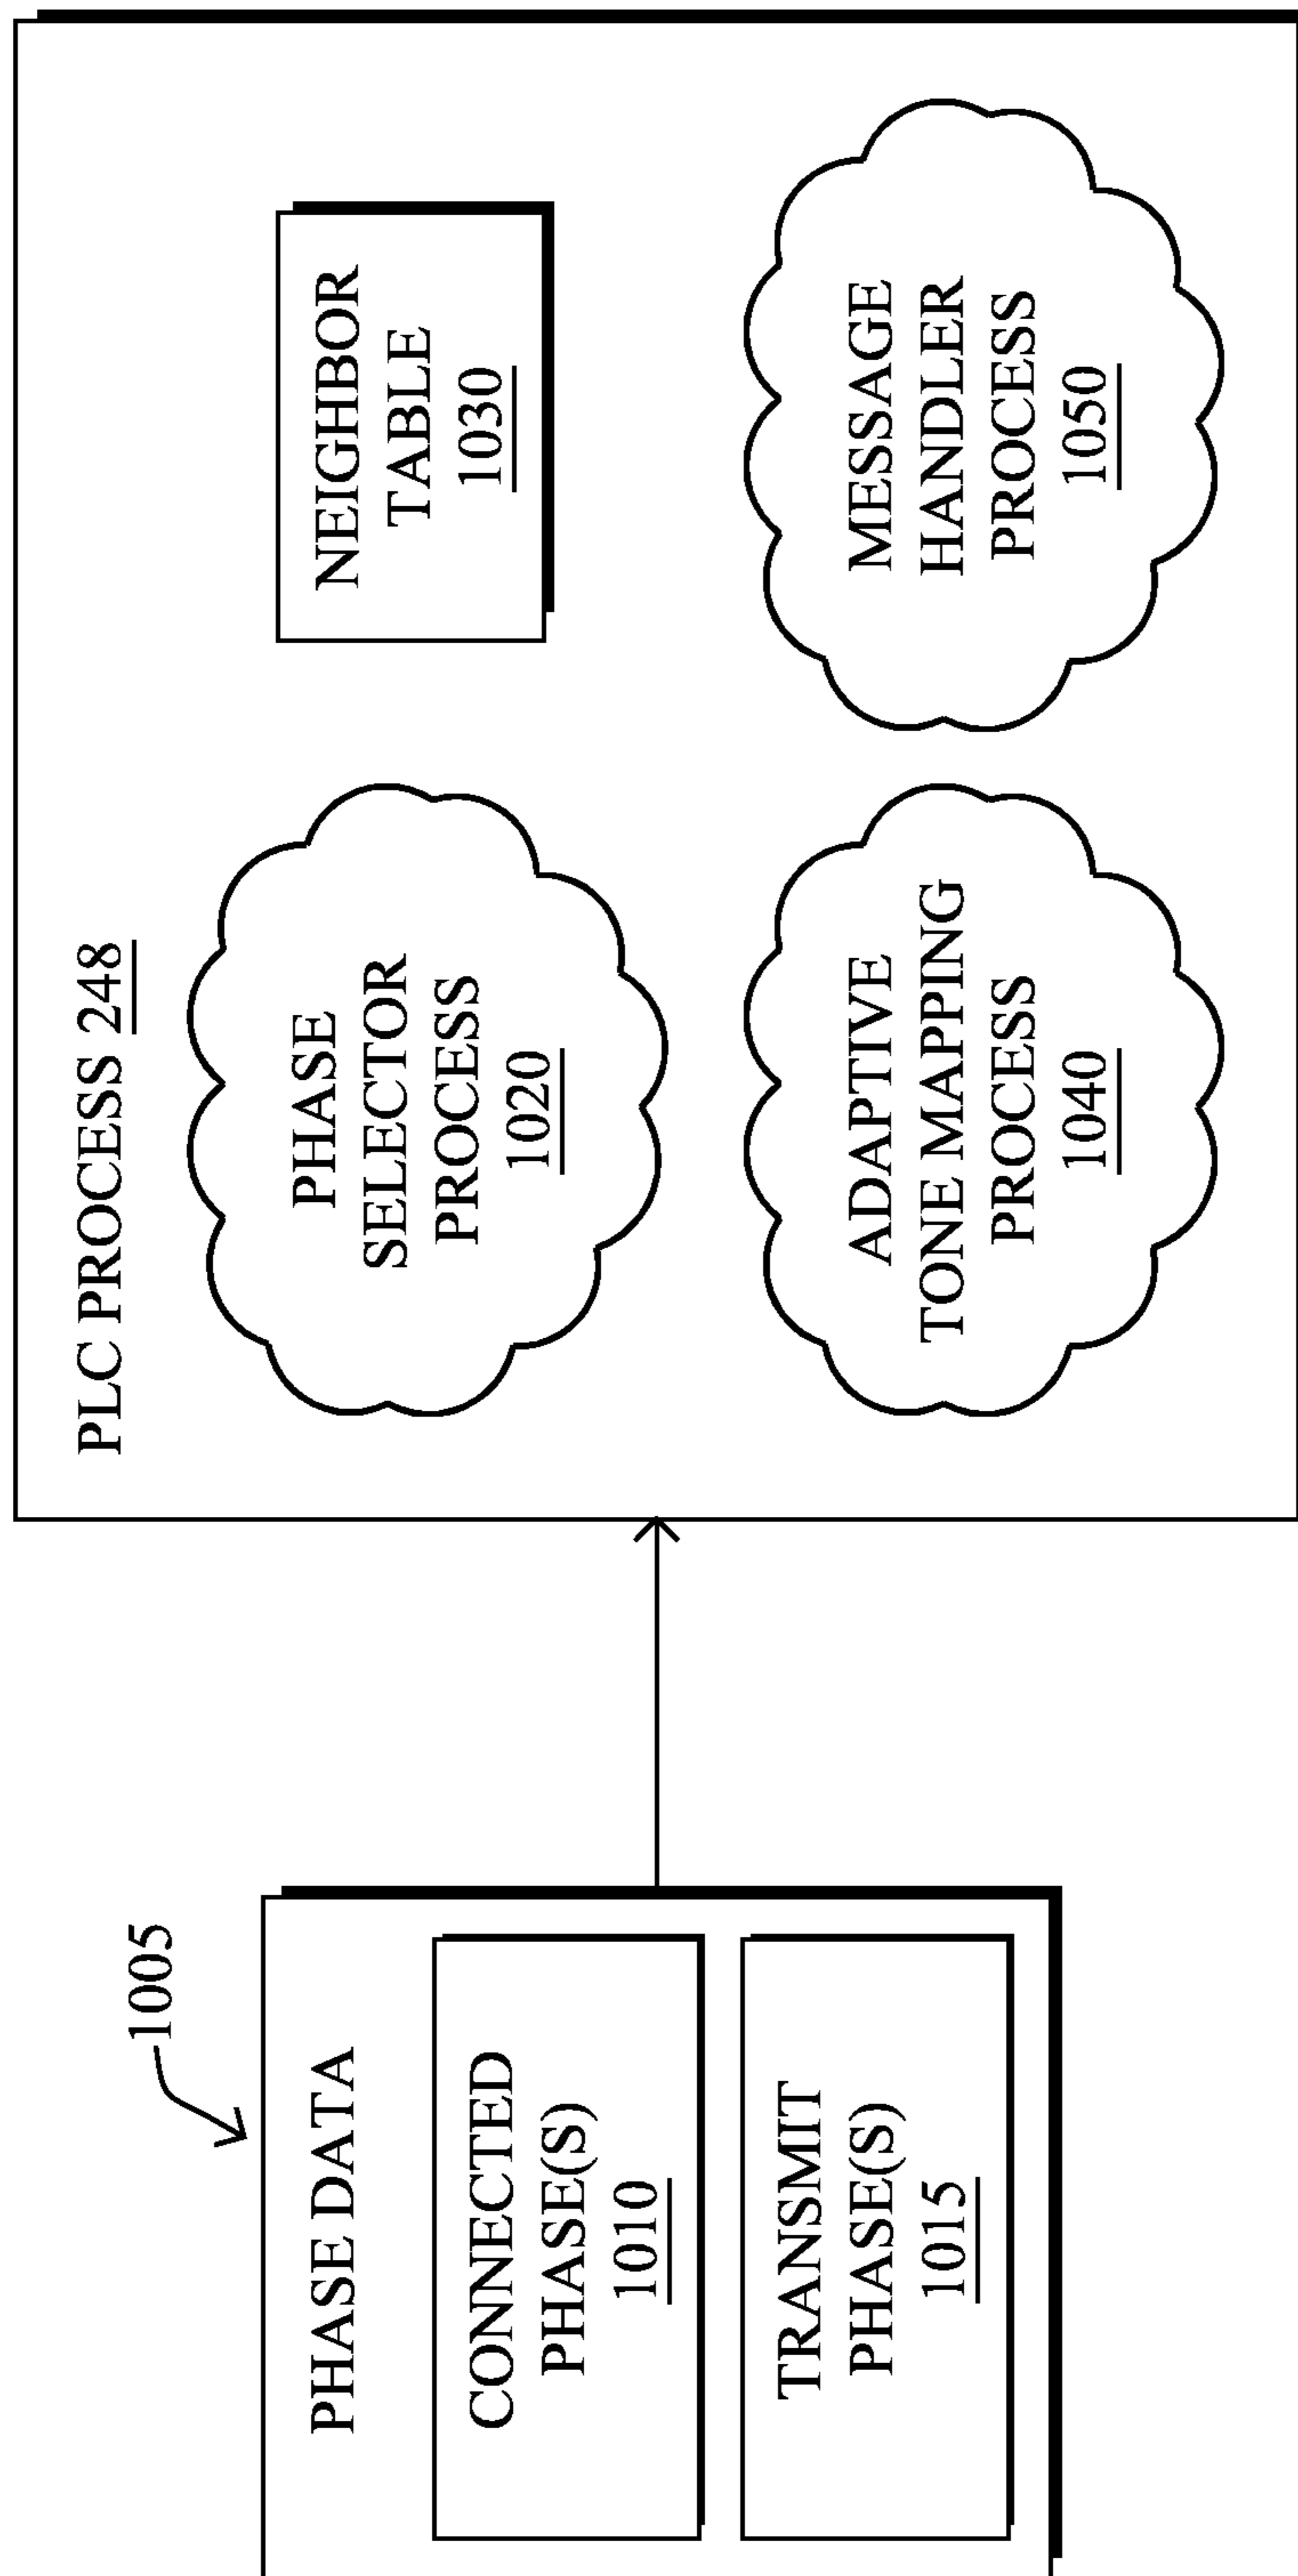 1005
PHASE DATA
CONNECTED
PHASE(S)
1010
TRANSMIT
PHASE(S)
1015
PLC PROCESS 248
PHASE
SELECTOR
PROCESS
1020
NEIGHBOR
TABLE
1030
ADAPTIVE
TONE MAPPING
PROCESS
1040
MESSAGE
HANDLER
PROCESS
1050